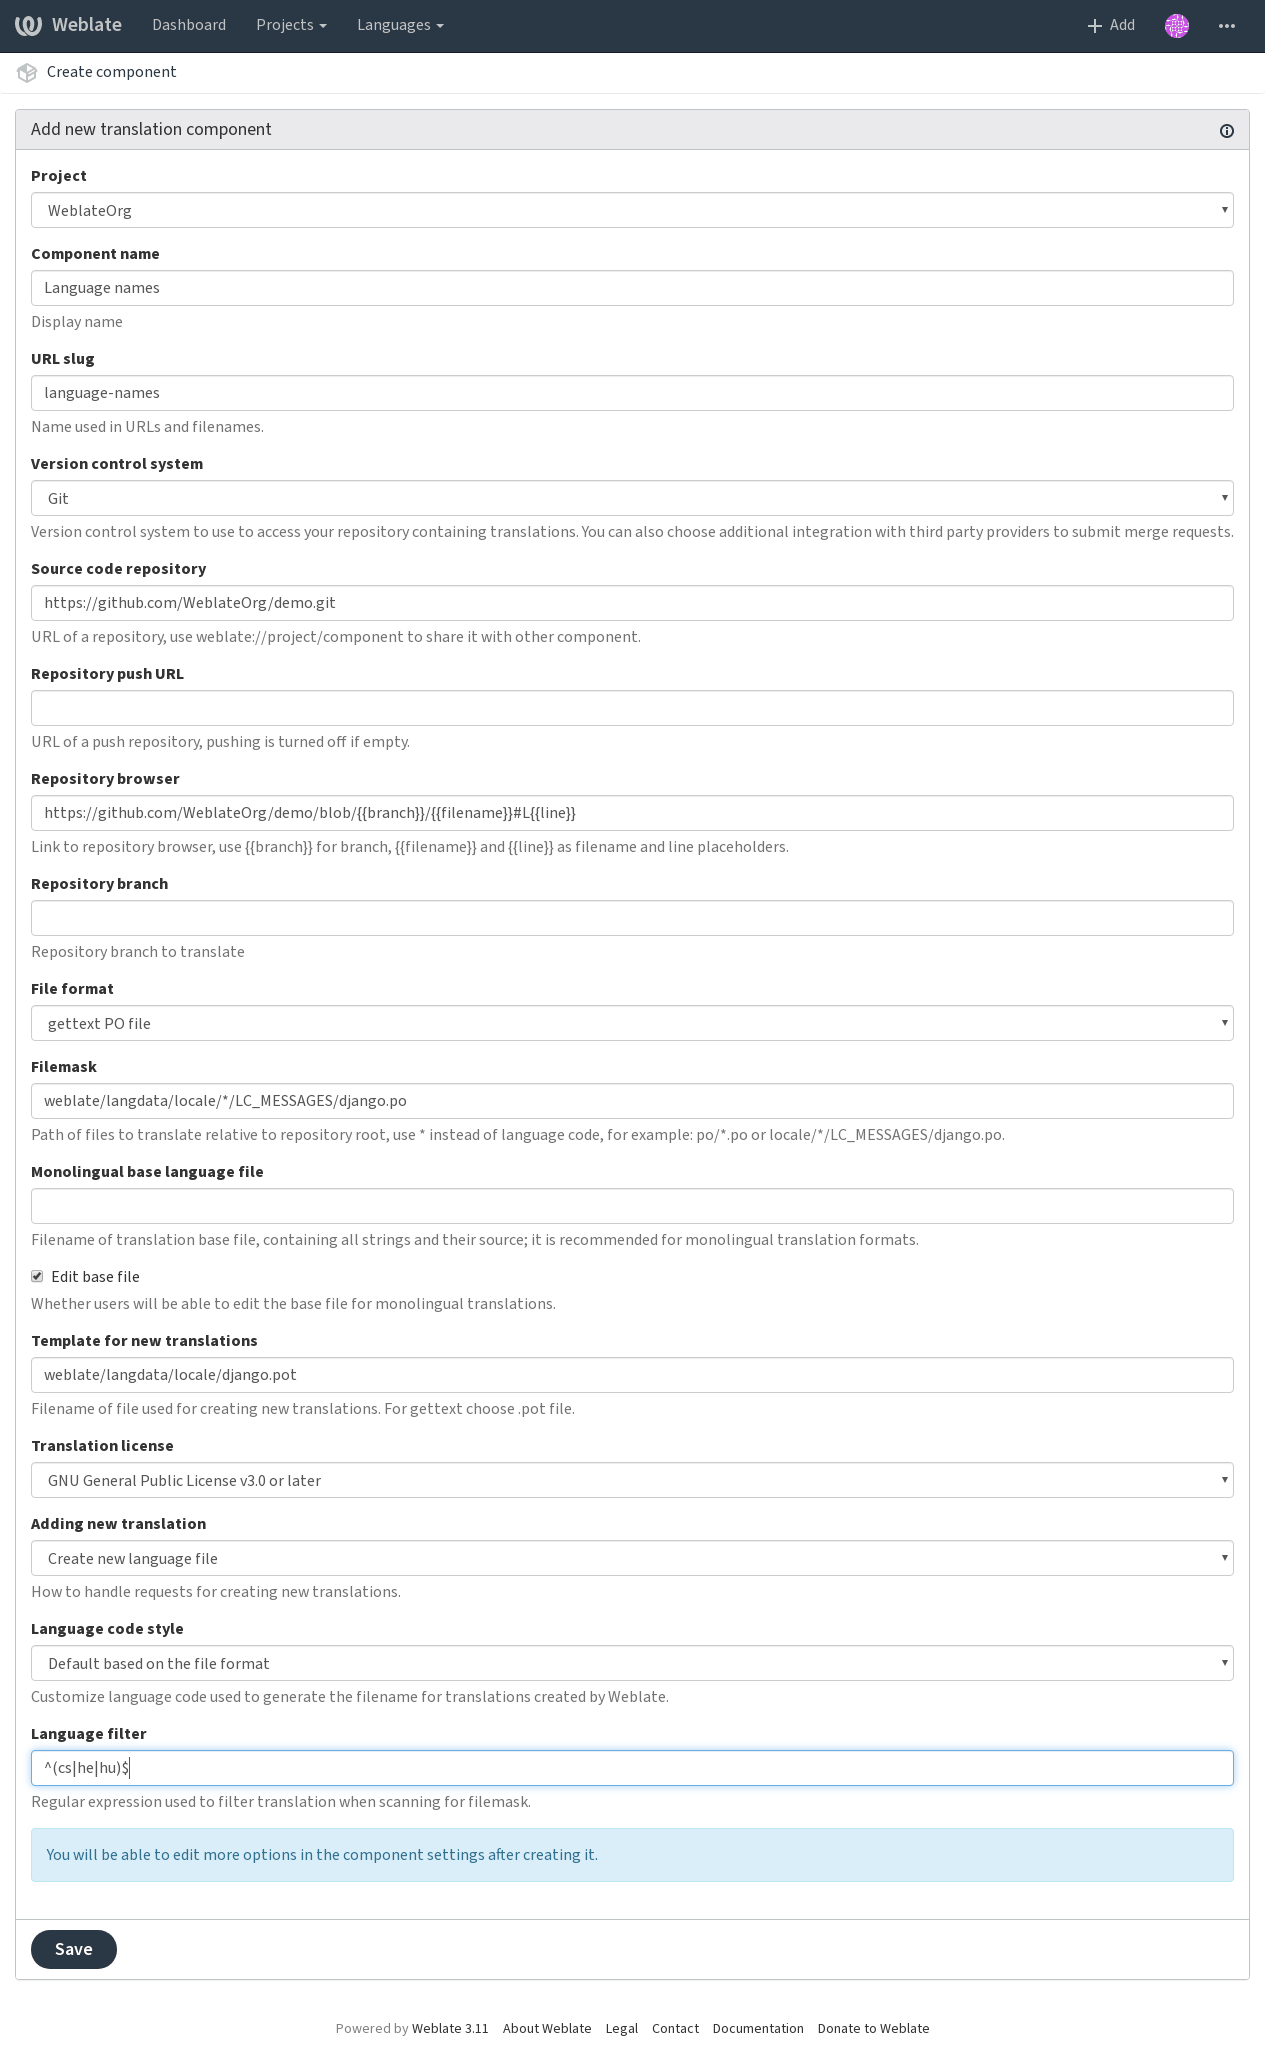 Weblate Dashboard Projects Languages Add
Create component
Add new translation component
Project
WeblateOrg
Component name
Language names
Display name
URL slug
language-names
Name used in URLs and filenames.
Version control system
Git
Version control system to use to access your repository containing translations. You can also choose additional integration with third party providers to submit merge requests.
Source code repository
https://github.com/WeblateOrg/demo.git
URL of a repository, use weblate://project/component to share it with other component.
Repository push URL
URL of a push repository, pushing is turned off if empty.
Repository browser
https://github.com/WeblateOrg/demo/blob/{{branch}}/{{filename}}#L{{line}}
Link to repository browser, use {{branch}} for branch, {{filename}} and {{line}} as filename and line placeholders.
Repository branch
Repository branch to translate
File format
gettext PO file
Filemask
weblate/langdata/locale/*/LC_MESSAGES/django.po
Path of files to translate relative to repository root, use * instead of language code, for example: po/*.po or locale/*/LC_MESSAGES/django.po.
Monolingual base language file
Filename of translation base file, containing all strings and their source; it is recommended for monolingual translation formats.
Edit base file
Whether users will be able to edit the base file for monolingual translations.
Template for new translations
weblate/langdata/locale/django.pot
Filename of file used for creating new translations. For gettext choose .pot file.
Translation license
GNU General Public License v3.0 or later
Adding new translation
Create new language file
How to handle requests for creating new translations.
Language code style
Default based on the file format
Customize language code used to generate the filename for translations created by Weblate.
Language filter
^(cs|he|hu)$
Regular expression used to filter translation when scanning for filemask.
You will be able to edit more options in the component settings after creating it.
Save
Powered by Weblate 3.11 About Weblate Legal Contact Documentation Donate to Weblate